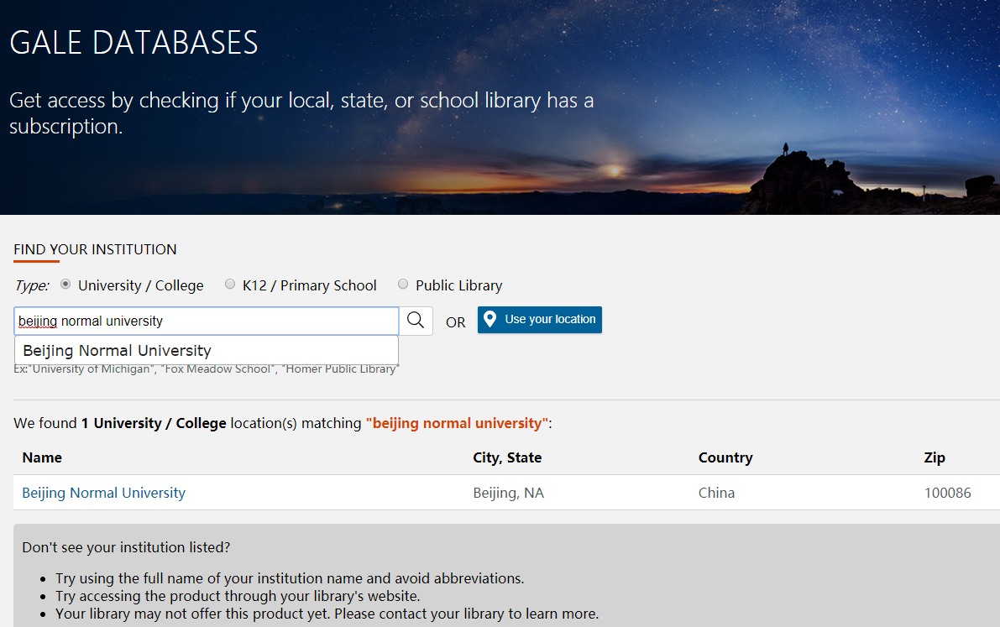 GALE DATABASES
Get access by checking if your local, state, or school library has a
subscription.
FIND YOUR INSTITUTION
Type: University / College K12 / Primary School Public Library
beijing normal university OR Use your location
Beijing Normal University
Ex:"University of Michigan", "Fox Meadow School", "Homer Public Library"
We found 1 University / College location(s) matching "beijing normal university":
Name City, State Country Zip
Beijing Normal University Beijing, NA China 100086
Don't see your institution listed?
• Try using the full name of your institution name and avoid abbreviations.
• Try accessing the product through your library's website.
• Your library may not offer this product yet. Please contact your library to learn more.